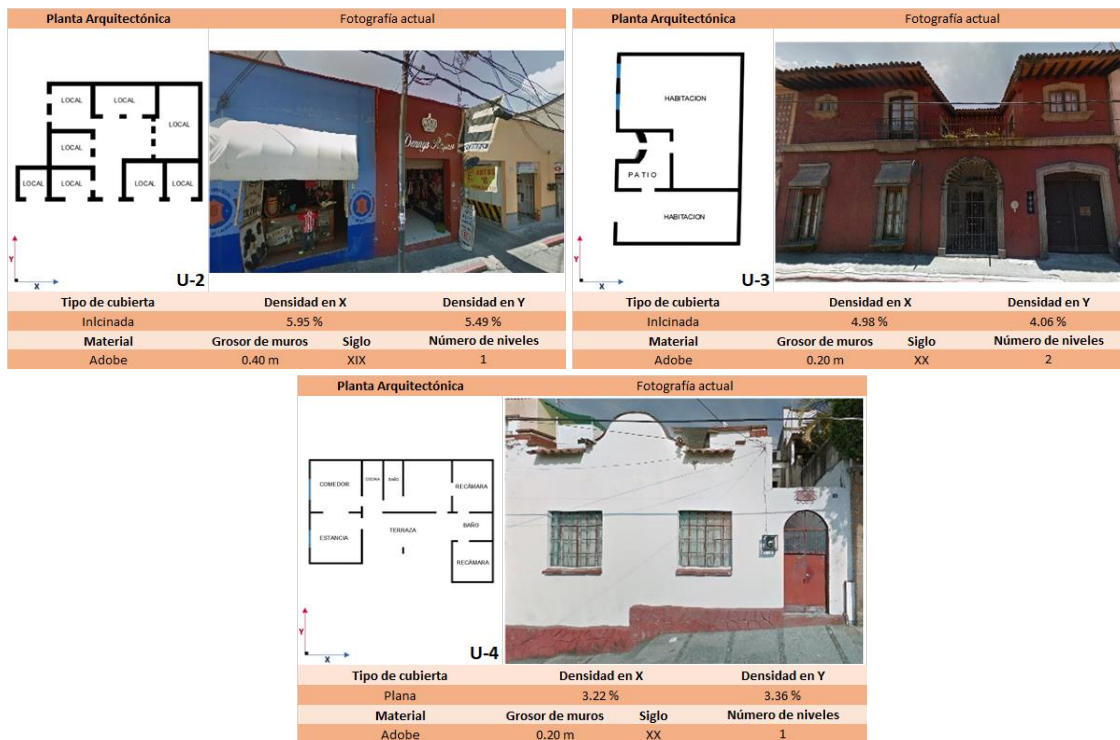 Planta Arquitectónica Fotografía actual
LOCAL LOCAL
LOCAL
LOCAL
LOCAL LOCAL LOCAL LOCAL
Y
X
U-2
Dennys
Tipo de cubierta Densidad en X Densidad en Y
Inlcinada 5.95 % 5.49 %
Material Grosor de muros Siglo Número de niveles
Adobe 0.40 m XIX 1
Planta Arquitectónica Fotografía actual
HABITACION
PATIO
HABITACION
Y
X
U-3
Tipo de cubierta Densidad en X Densidad en Y
Inlcinada 4.98 % 4.06 %
Material Grosor de muros Siglo Número de niveles
Adobe 0.20 m XX 2
Planta Arquitectónica Fotografía actual
COMEDOR COCINA BAÑO RECÁMARA
TERRAZA BAÑO
ESTANCIA
RECÁMARA
Y
X
U-4
Tipo de cubierta Densidad en X Densidad en Y
Plana 3.22 % 3.36 %
Material Grosor de muros Siglo Número de niveles
Adobe 0.20 m XX 1